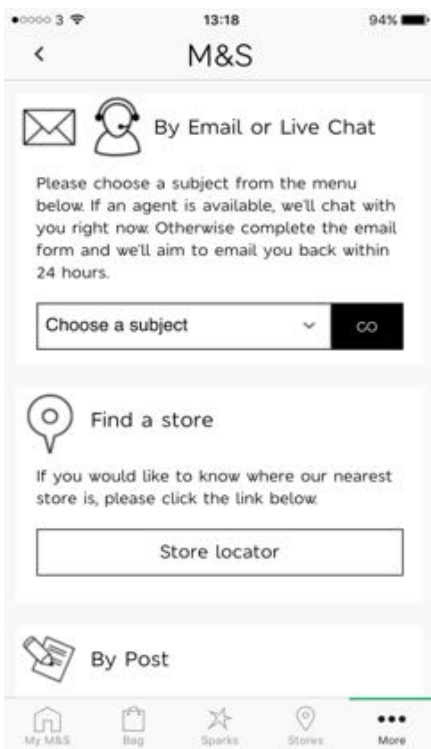 3 13:18 94%
M&S
By Email or Live Chat
Please choose a subject from the menu
below. If an agent is available, we'll chat with
you right now. Otherwise complete the email
form and we'll aim to email you back within
24 hours.
Choose a subject GO
Find a store
If you would like to know where our nearest
store is, please click the link below.
Store locator
By Post
My M&S Bag Sparks Stores More